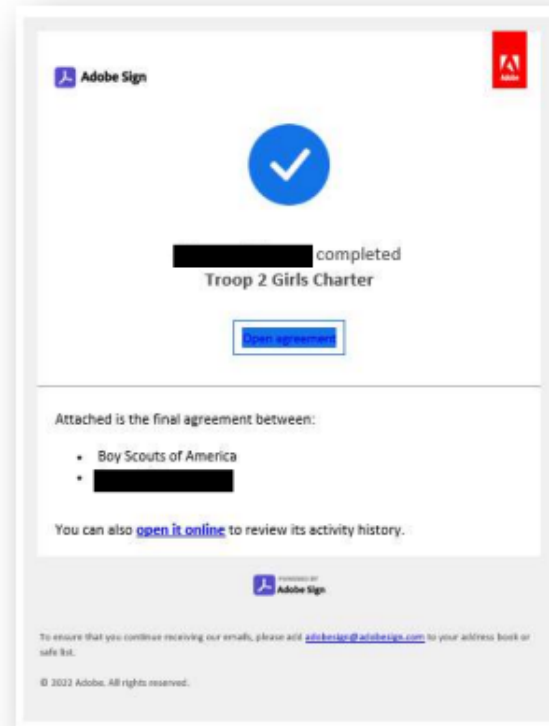 Adobe Sign
Adobe
completed
Troop 2 Girls Charter
Open agreement
Attached is the final agreement between:
• Boy Scouts of America
•
You can also open it online to review its activity history.
POWERED BY
Adobe Sign
To ensure that you continue receiving our emails, please add adobesign@adobesign.com to your address book or
safe list.
© 2022 Adobe. All rights reserved.